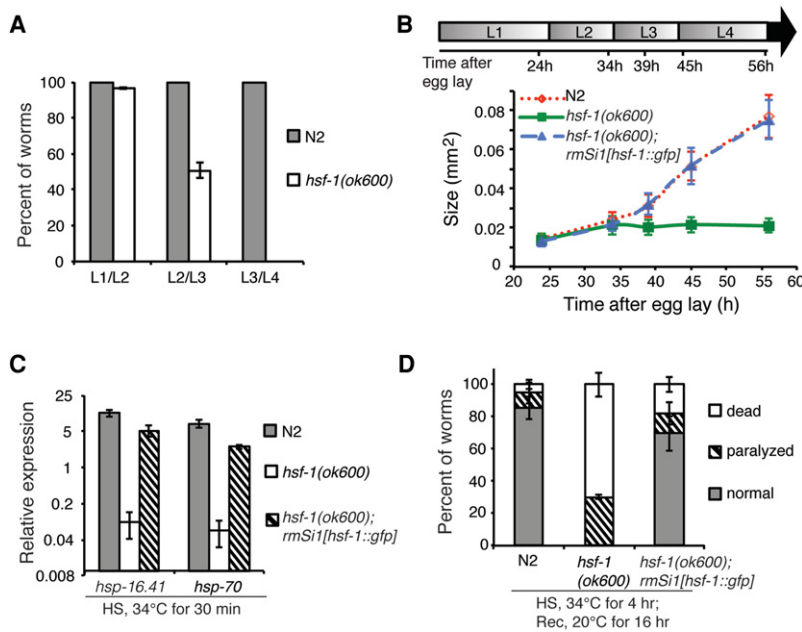 A
Percent of worms
100
80
60
40
20
0
L1/L2
L2/L3
L3/L4
N2
hsf-1(ok600)
B
L1
L2
L3
L4
Time after
egg lay
24h
34h
39h
45h
56h
Size (mm²)
0.08
0.06
0.04
0.02
0
N2
hsf-1(ok600)
hsf-1(ok600);
rmSi1[hsf-1::gfp]
20 25 30 35 40 45 50 55 60
Time after egg lay (h)
C
Relative expression
25
5
1
0.2
0.04
0.008
hsp-16.41
hsp-70
HS, 34°C for 30 min
N2
hsf-1(ok600)
hsf-1(ok600);
rmSi1[hsf-1::gfp]
D
Percent of worms
100
80
60
40
20
0
N2
hsf-1
(ok600)
hsf-1(ok600);
rmSi1[hsf-1::gfp]
HS, 34°C for 4 hr;
Rec, 20°C for 16 hr
dead
paralyzed
normal